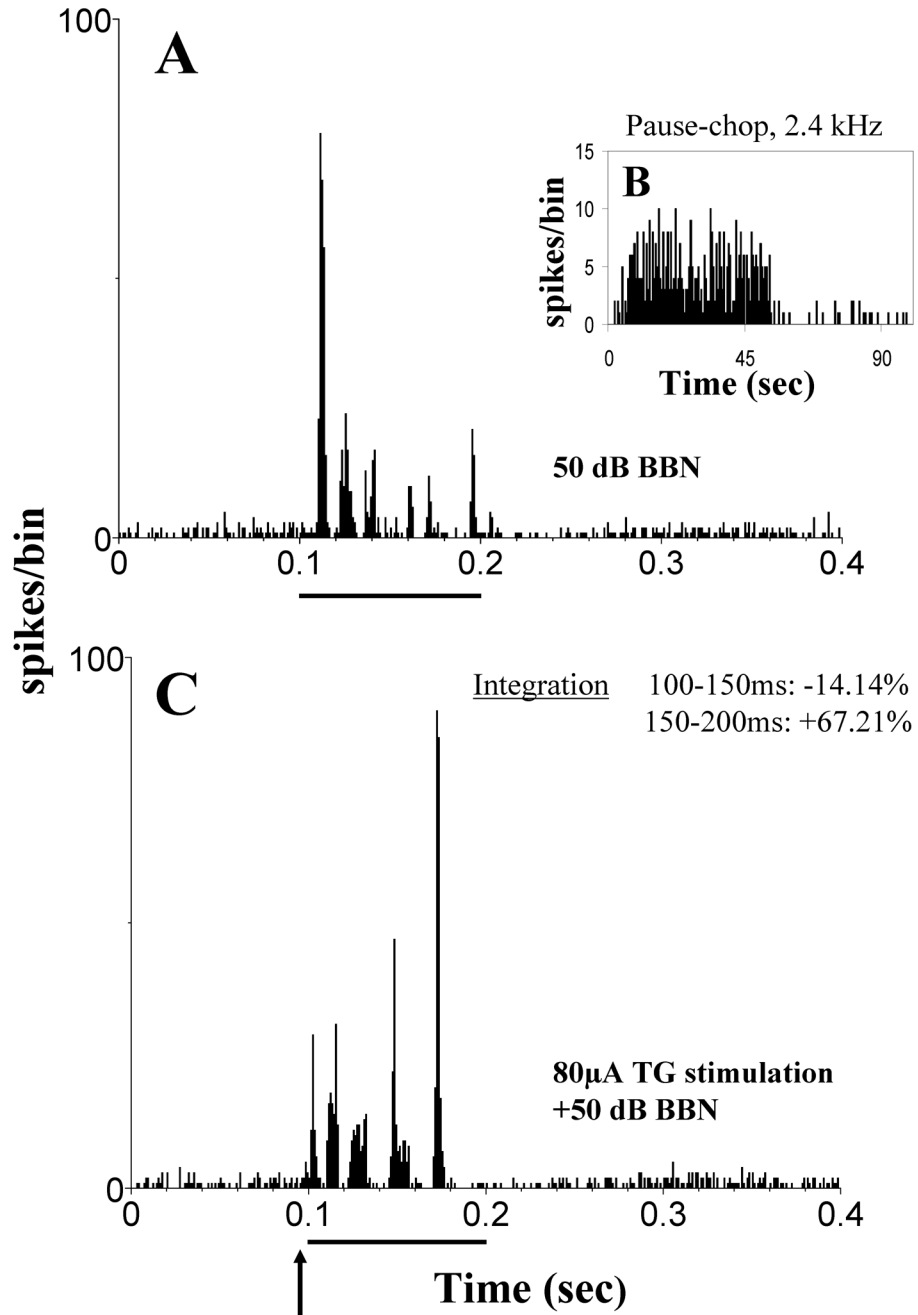 100
A
Pause-chop, 2.4 kHz
15
B
10
spikes/bin
5
0
0 45 90
Time (sec)
50 dB BBN
0
0 0.1 0.2 0.3 0.4
spikes/bin
100
C
Integration 100-150ms: -14.14%
150-200ms: +67.21%
80µA TG stimulation
+50 dB BBN
0
0 0.1 0.2 0.3 0.4
Time (sec)